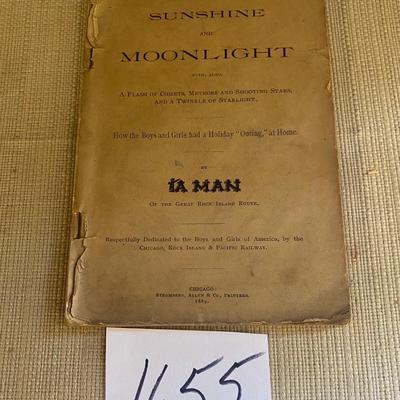 SUNSHINE
AND
MOONLIGHT
WITH, ALSO,
A FLASH OF COMETS, METEORS AND SHOOTING STARS,
AND A TWINKLE OF STARLIGHT.
How the Boys and Girls had a Holiday "Outing," at Home.
BY
A MAN
OF THE GREAT ROCK ISLAND ROUTE.
Respectfully Dedicated to the Boys and Girls of America, by the
CHICAGO, ROCK ISLAND & PACIFIC RAILWAY.
CHICAGO:
STROMBERG, ALLEN & CO., PRINTERS.
1889.
1155